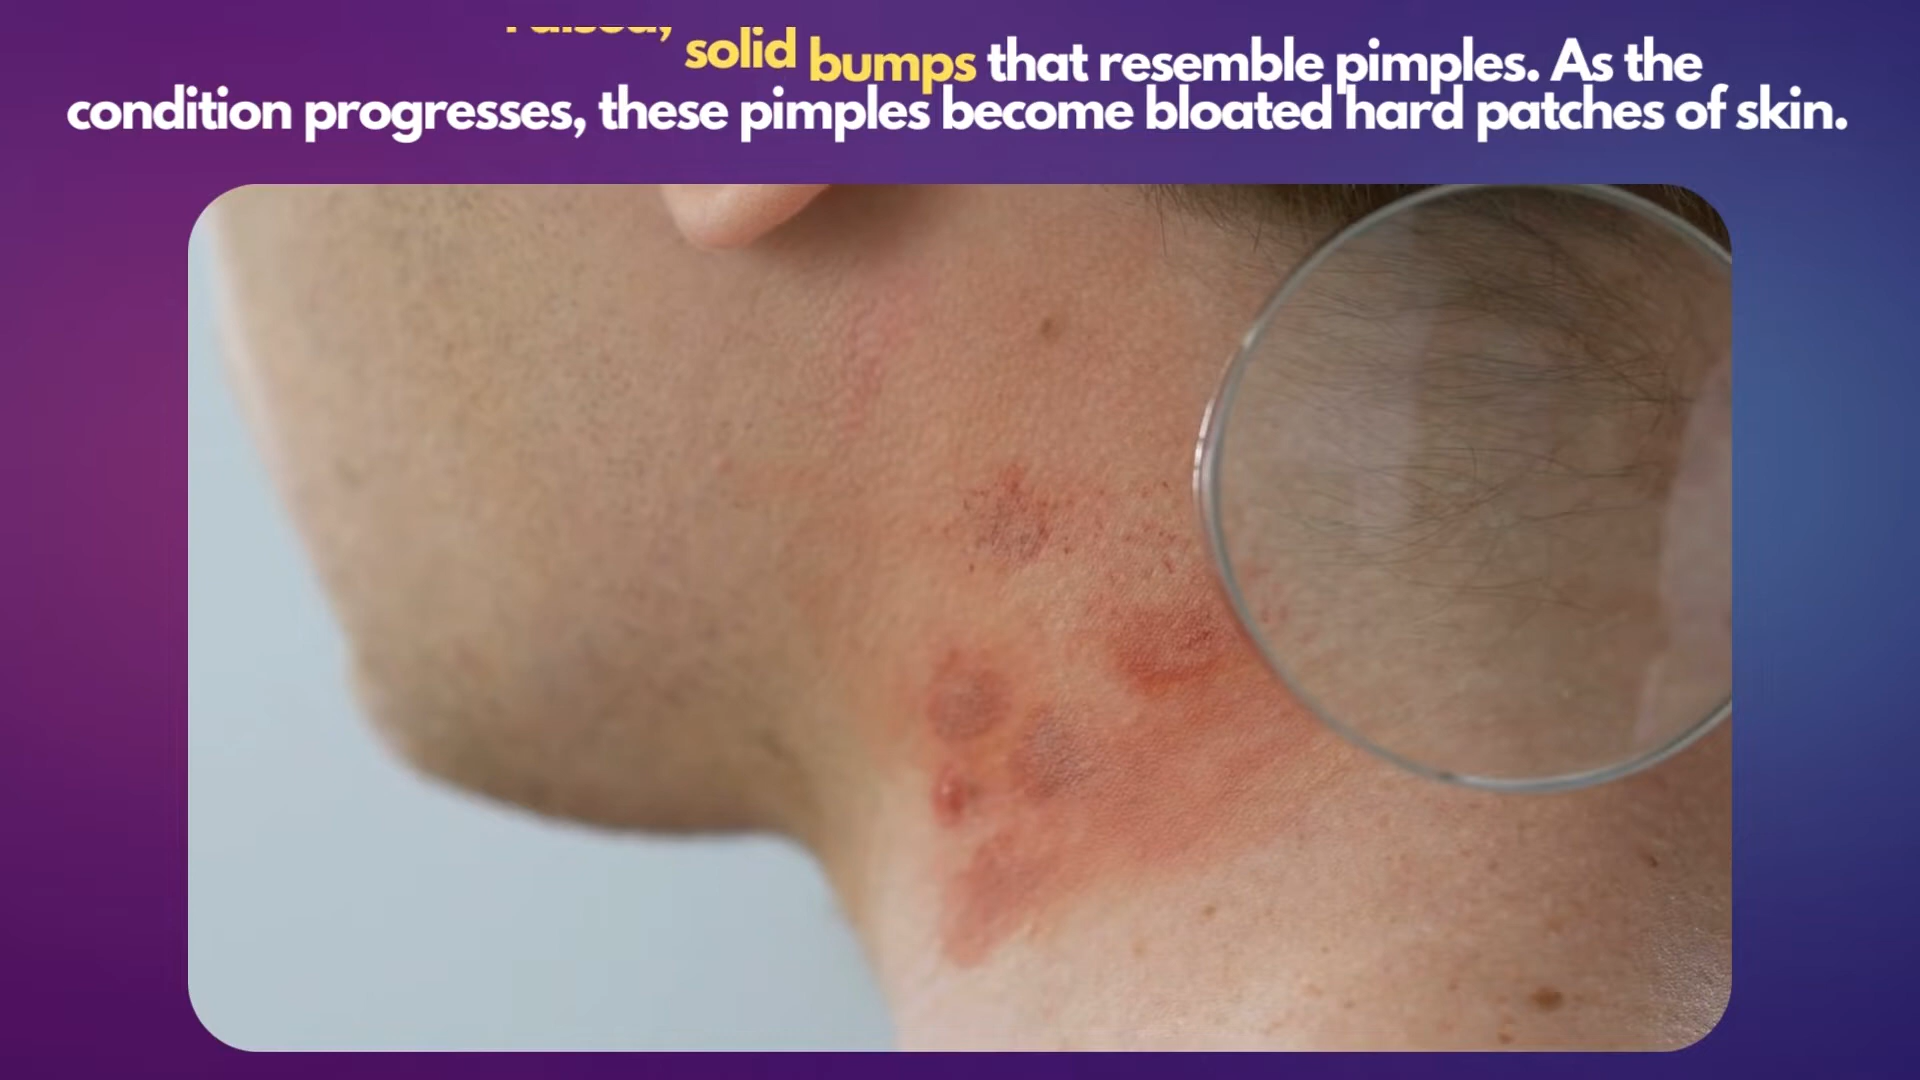 solid bumps that resemble pimples. As the
condition progresses, these pimples become bloated hard patches of skin.